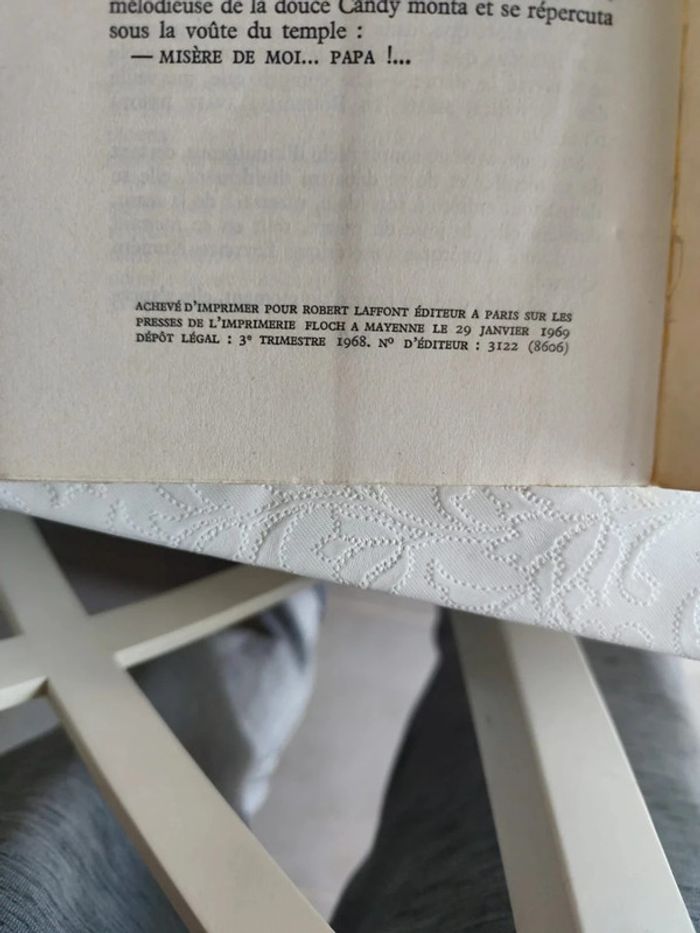 mélodieuse de la douce Candy monta et se répercuta
sous la voûte du temple :
— MISÈRE DE MOI... PAPA !...
ACHEVÉ D'IMPRIMER POUR ROBERT LAFFONT ÉDITEUR A PARIS SUR LES
PRESSES DE L'IMPRIMERIE FLOCH A MAYENNE LE 29 JANVIER 1969
DÉPÔT LÉGAL : 3e TRIMESTRE 1968. No D'ÉDITEUR : 3122 (8606)